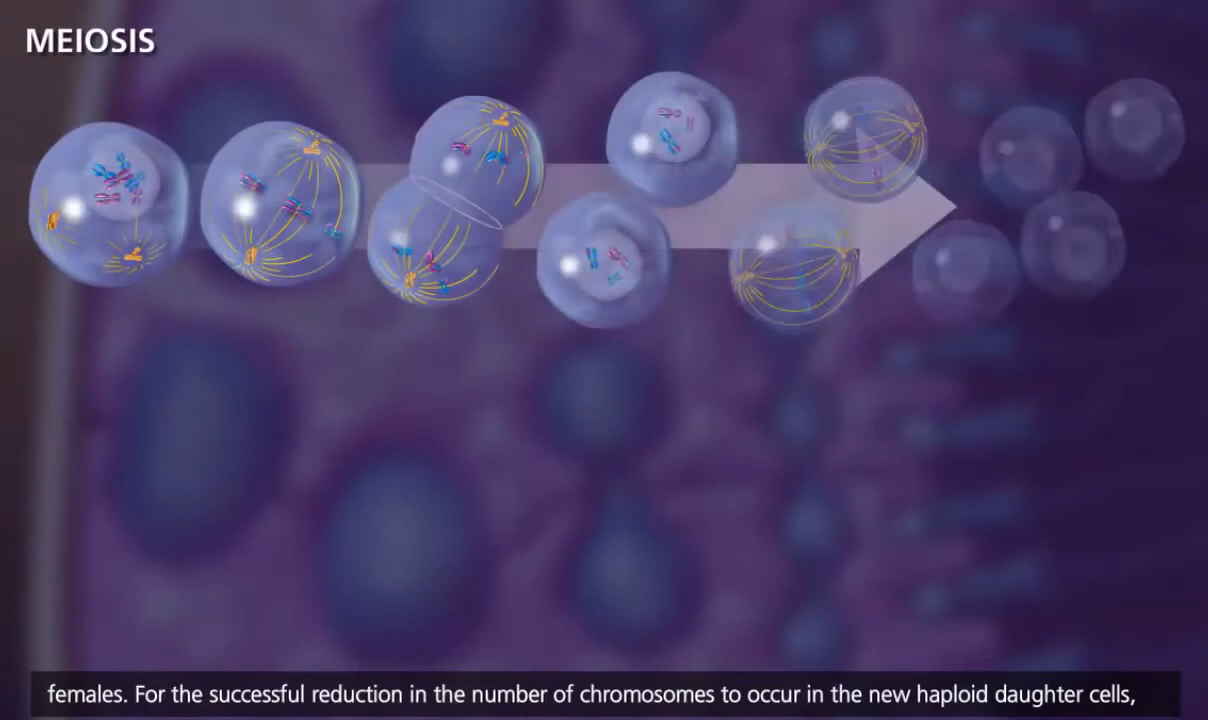 MEIOSIS
females. For the successful reduction in the number of chromosomes to occur in the new haploid daughter cells,